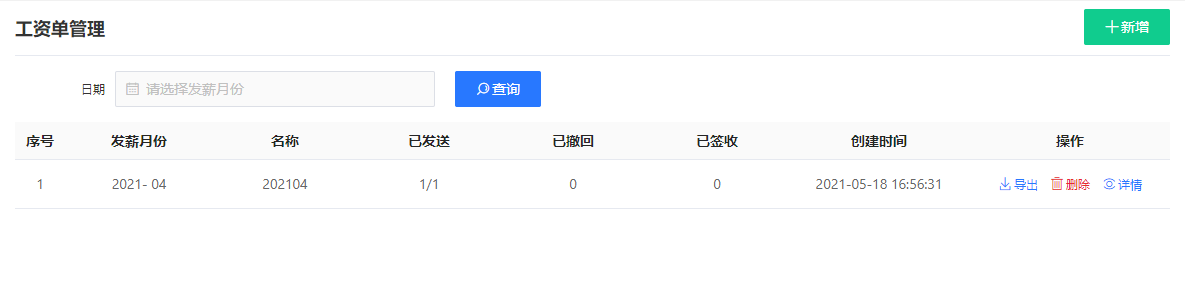 工资单管理
新增
日期 请选择发薪月份 查询
序号 发薪月份 名称 已发送 已撤回 已签收 创建时间 操作
1 2021- 04 202104 1/1 0 0 2021-05-18 16:56:31 导出 删除 详情